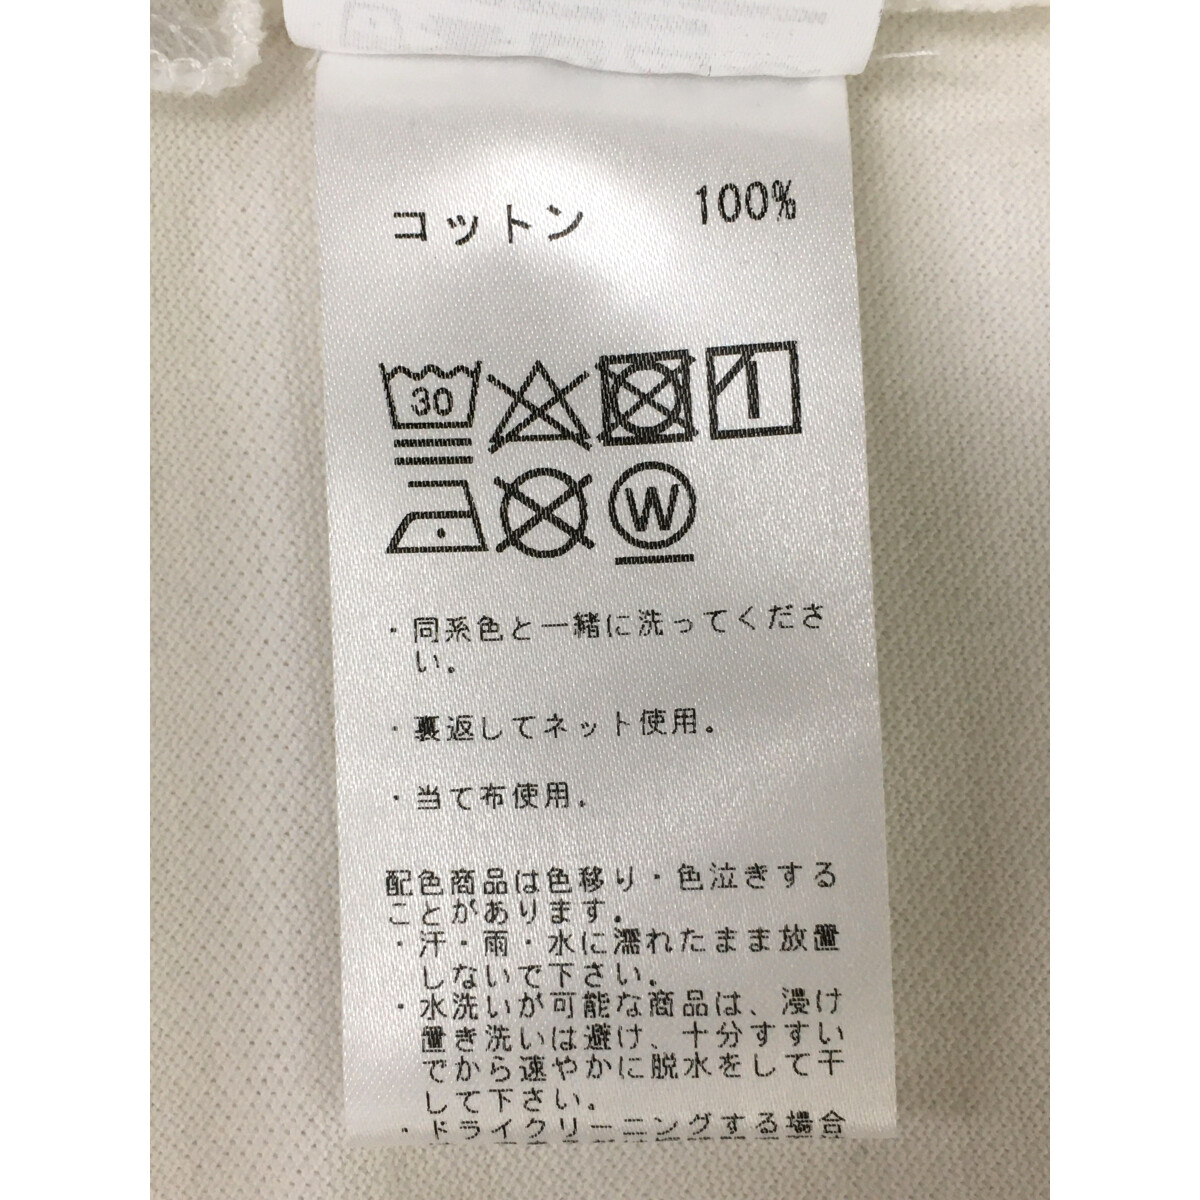 コットン 100%
30
W
・同系色と一緒に洗ってくださ
い。
・裏返してネット使用。
・当て布使用。
配色商品は色移り・色泣きする
ことがあります。
・汗・雨・水に濡れたまま放置
しないで下さい。
・水洗いが可能な商品は、浸け
置き洗いは避け、十分すすい
でから速やかに脱水をして干
して下さい。
・ドライクリーニングする場合